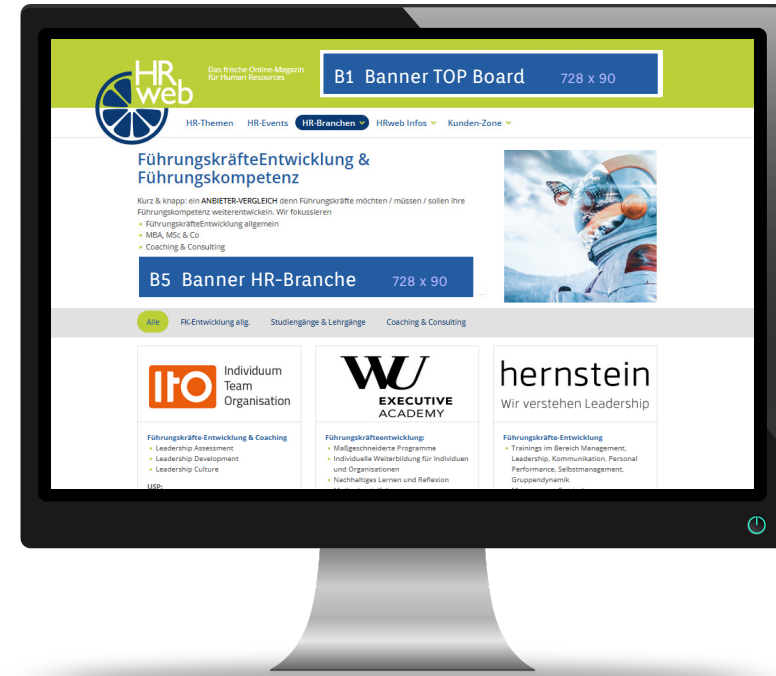 HR
web
Das frische Online-Magazin
für Human Resources
B1 Banner TOP Board 728 x 90
HR-Themen HR-Events HR-Branchen HRweb Infos Kunden-Zone
FührungskräfteEntwicklung &
Führungskompetenz
Kurz & knapp: ein ANBIETER-VERGLEICH denn Führungskräfte möchten / müssen / sollen ihre
Führungskompetenz weiterentwickeln. Wir fokussieren
• FührungskräfteEntwicklung allgemein
• MBA, MSc & Co
• Coaching & Consulting
B5 Banner HR-Branche 728 x 90
Alle FK-Entwicklung allg. Studiengänge & Lehrgänge Coaching & Consulting
ITO
Individuum
Team
Organisation
Führungskräfte-Entwicklung & Coaching
• Leadership Assessment
• Leadership Development
• Leadership Culture
USP:
WU
EXECUTIVE
ACADEMY
Führungskräfteentwicklung:
• Maßgeschneiderte Programme
• Individuelle Weiterbildung für Individuen
und Organisationen
• Nachhaltiges Lernen und Reflexion
hernstein
Wir verstehen Leadership
Führungskräfte-Entwicklung
• Trainings im Bereich Management,
Leadership, Kommunikation, Personal
Performance, Selbstmanagement,
Gruppendynamik